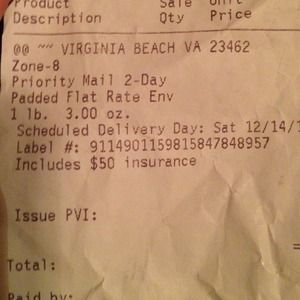 Product Sale Unit
Description Qty Price
@@ ~~ VIRGINIA BEACH VA 23462
Zone-8
Priority Mail 2-Day
Padded Flat Rate Env
1 lb. 3.00 oz.
Scheduled Delivery Day: Sat 12/14/1
Label #: 9114901159815847848957
Includes $50 insurance
Issue PVI:
=
Total:
Paid by: